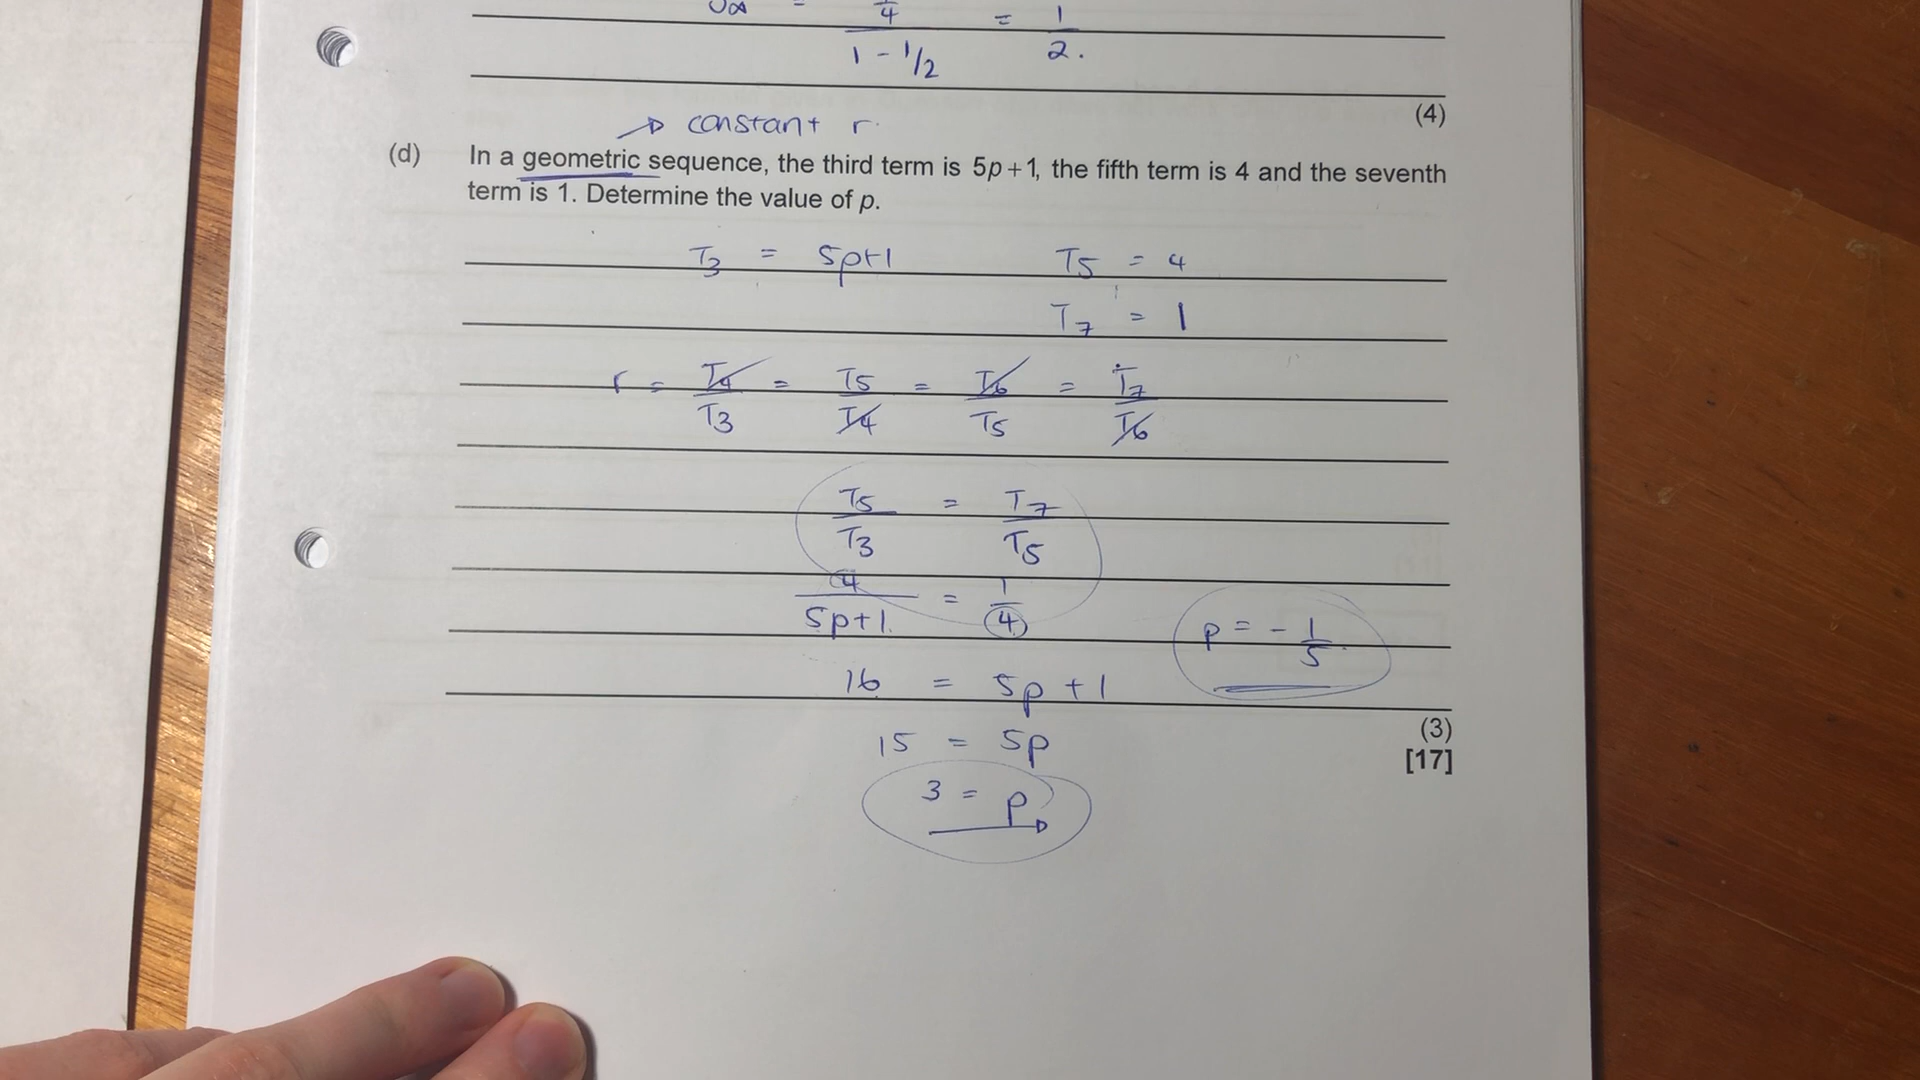 S∞ = 1/4 / 1 - 1/2 = 1/2.
(4)
→ constant r.
(d) In a geometric sequence, the third term is 5p+1, the fifth term is 4 and the seventh
term is 1. Determine the value of p.
T3 = 5p+1 T5 = 4
T7 = 1
r = T4/T3 = T5/T4 = T6/T5 = T7/T6
T5/T3 = T7/T5
4/5p+1 = 1/4
p = -1/5
16 = 5p + 1
(3)
15 = 5p
[17]
3 = p